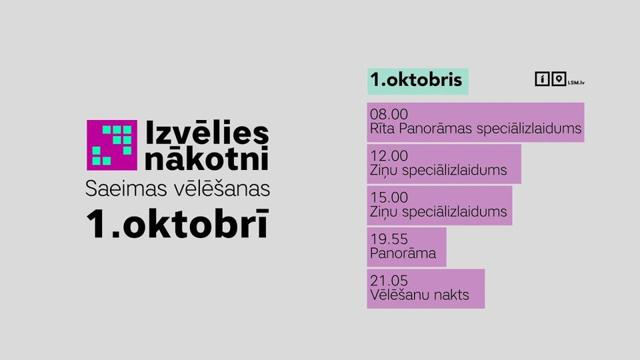 Izvēlies
nākotni
Saeimas vēlēšanas
1.oktobrī
1.oktobris
LSM.lv
08.00
Rīta Panorāmas speciālizlaidums
12.00
Ziņu speciālizlaidums
15.00
Ziņu speciālizlaidums
19.55
Panorāma
21.05
Vēlēšanu nakts